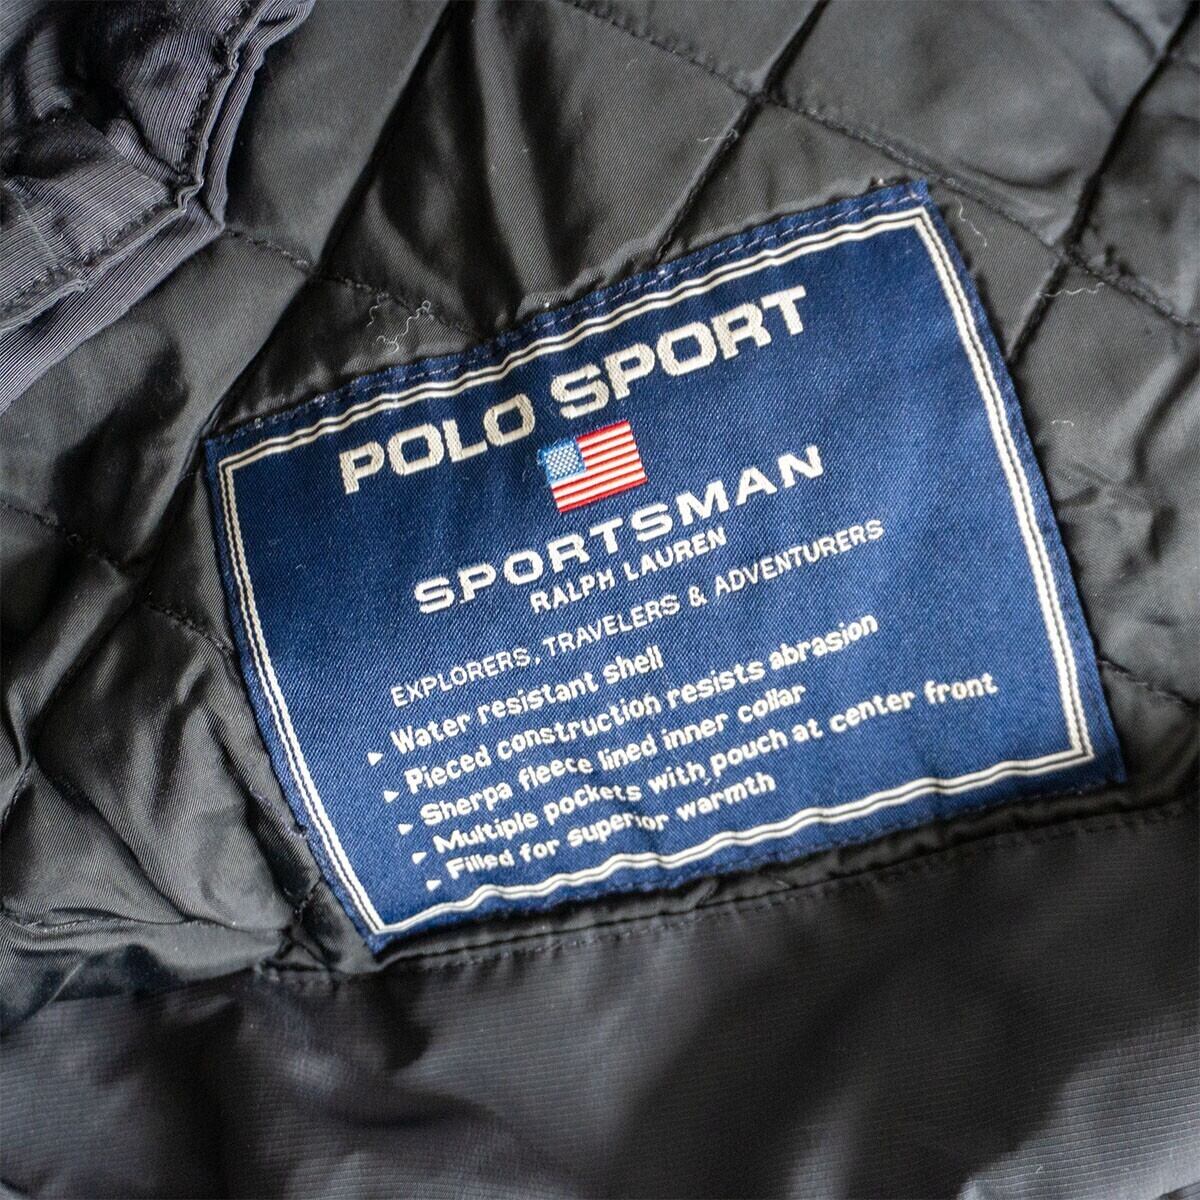 POLO SPORT
SPORTSMAN
RALPH LAUREN
EXPLORERS, TRAVELERS & ADVENTURERS
▸ Water resistant shell
▸ Pieced construction resists abrasion
▸ Sherpa fleece lined inner collar
▸ Multiple pockets with pouch at center front
▸ Filled for superior warmth